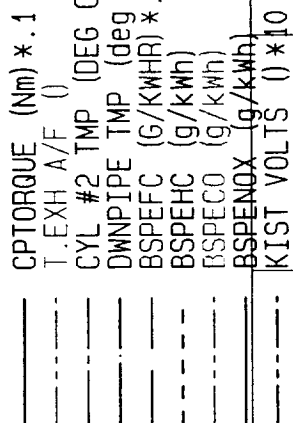 CPTORQUE (Nm)*.1
T.EXH A/F ()
CYL #2 TMP (DEG
DWNPIPE TMP (deg
BSPEFC (G/KWHR)*.
BSPEHC (g/kWh)
BSPECO (g/kWh)
BSPENOX (g/kWh)
KIST VOLTS ()*10